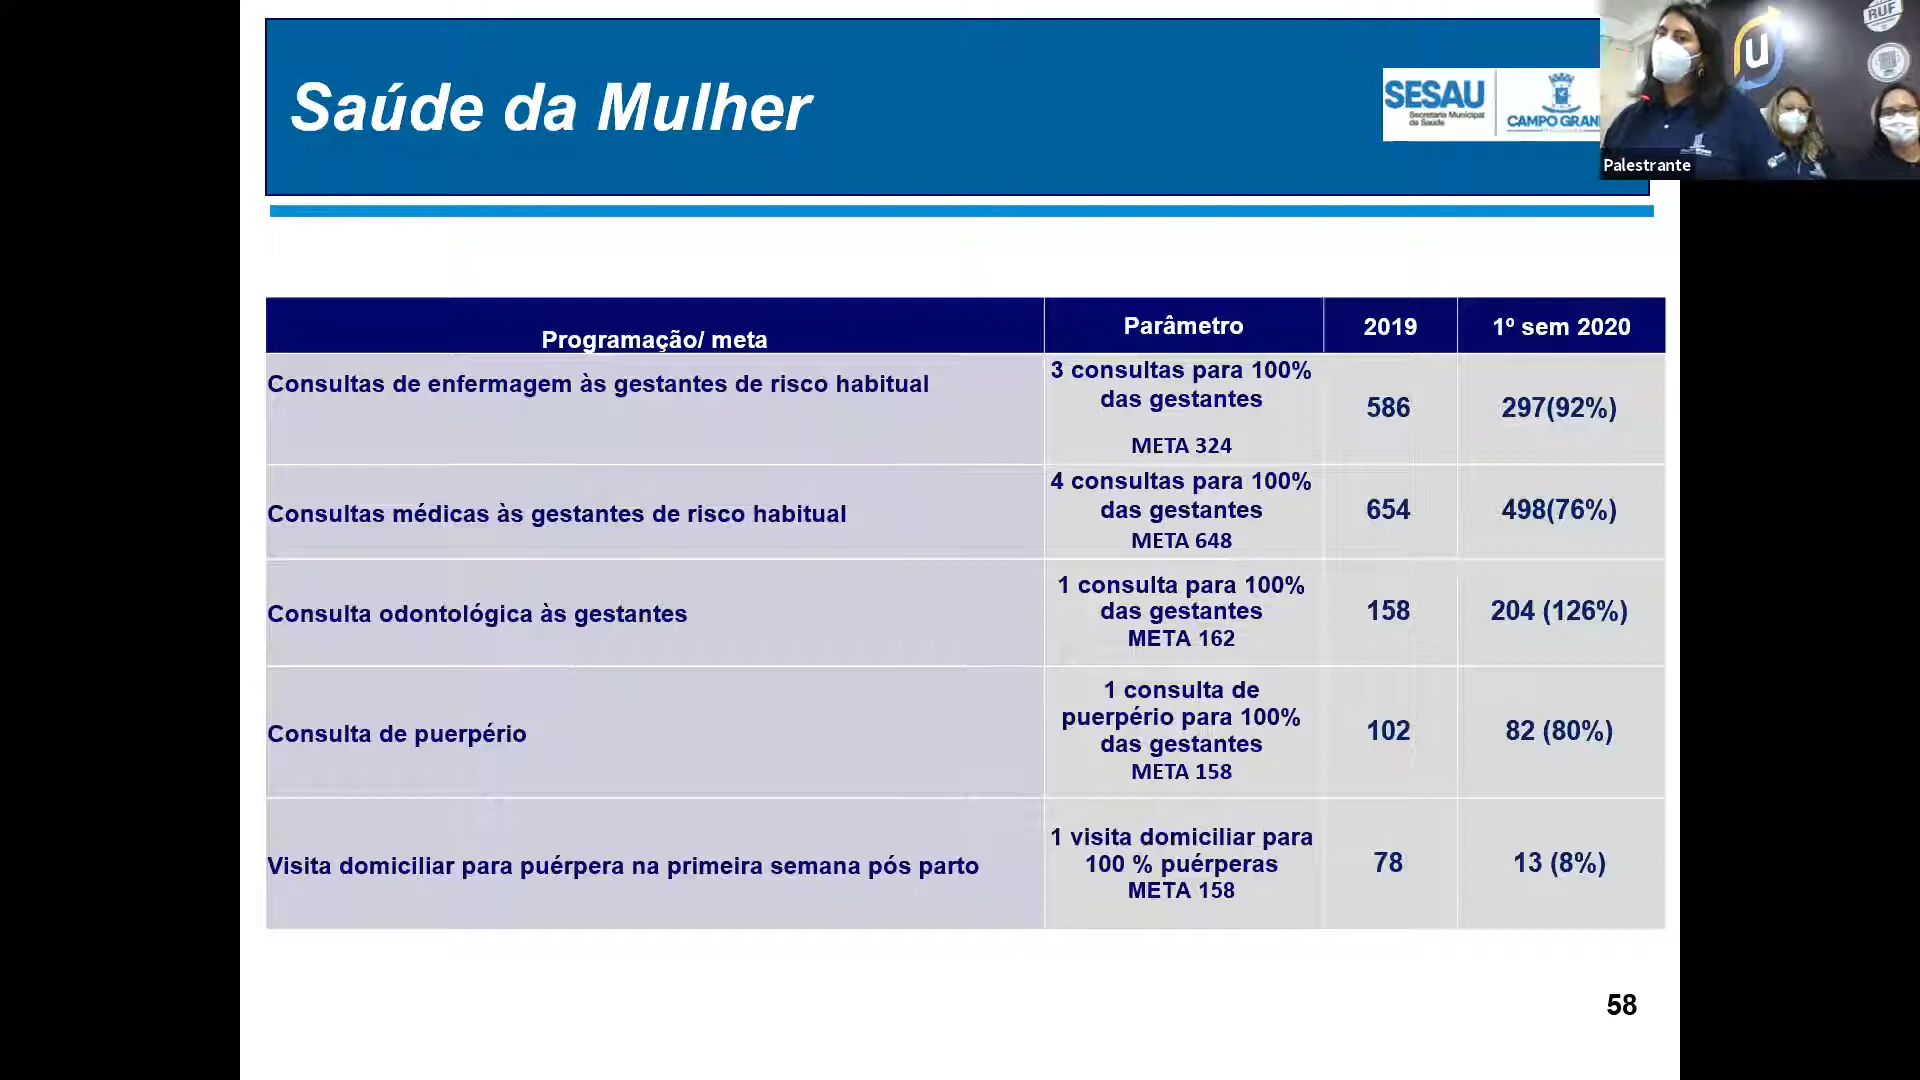 Saúde da Mulher
SESAU
Secretaria Municipal
de Saúde
CAMPO GRAN
U
RUF
Palestrante
Programação/ meta
Parâmetro
2019
1º sem 2020
Consultas de enfermagem às gestantes de risco habitual
3 consultas para 100%
das gestantes
META 324
586
297(92%)
Consultas médicas às gestantes de risco habitual
4 consultas para 100%
das gestantes
META 648
654
498(76%)
Consulta odontológica às gestantes
1 consulta para 100%
das gestantes
META 162
158
204 (126%)
Consulta de puerpério
1 consulta de
puerpério para 100%
das gestantes
META 158
102
82 (80%)
Visita domiciliar para puérpera na primeira semana pós parto
1 visita domiciliar para
100 % puérperas
META 158
78
13 (8%)
58